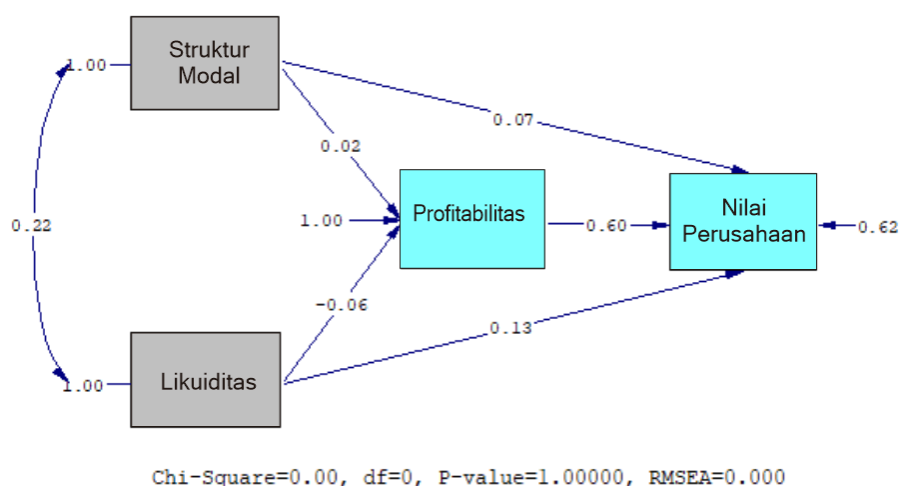 Struktur
Modal
1.00
0.07
0.02
Profitabilitas
Nilai
Perusahaan
1.00
0.60
0.62
0.22
-0.06
0.13
Likuiditas
1.00
Chi-Square=0.00, df=0, P-value=1.00000, RMSEA=0.000